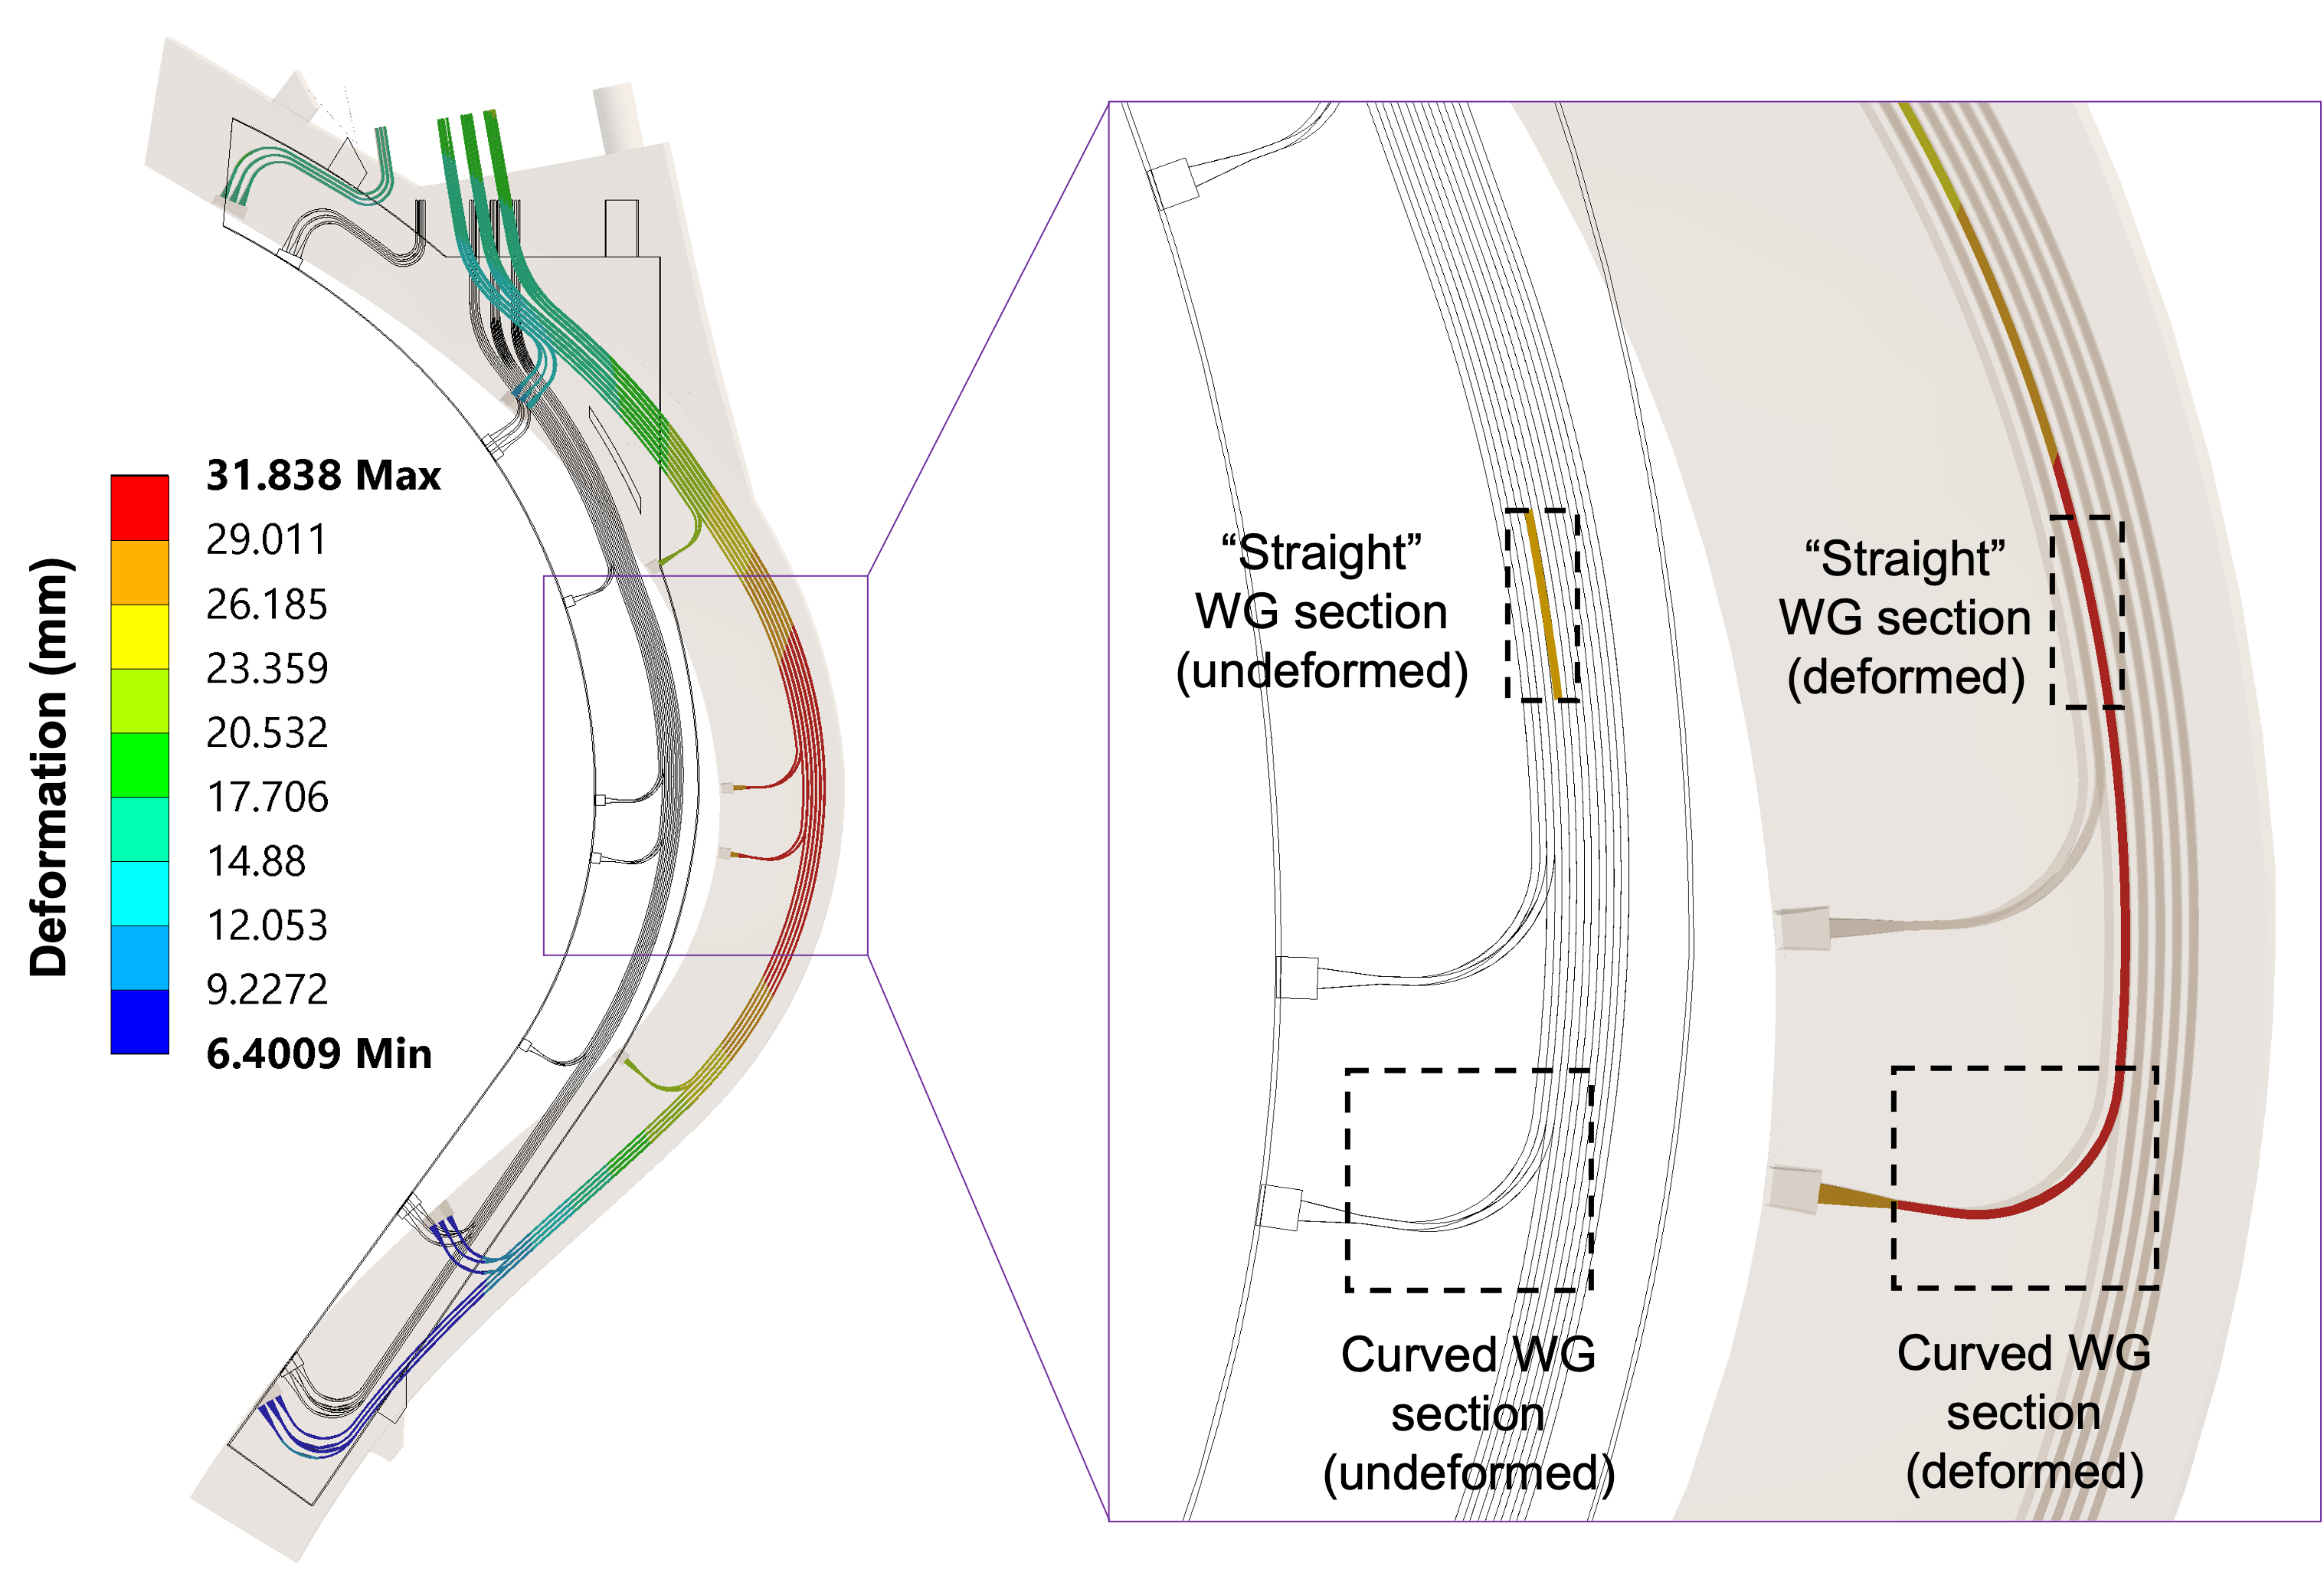 Deformation (mm)
31.838 Max
29.011
26.185
23.359
20.532
17.706
14.88
12.053
9.2272
6.4009 Min
“Straight”
WG section
(undeformed)
“Straight”
WG section
(deformed)
Curved WG
section
(undeformed)
Curved WG
section
(deformed)